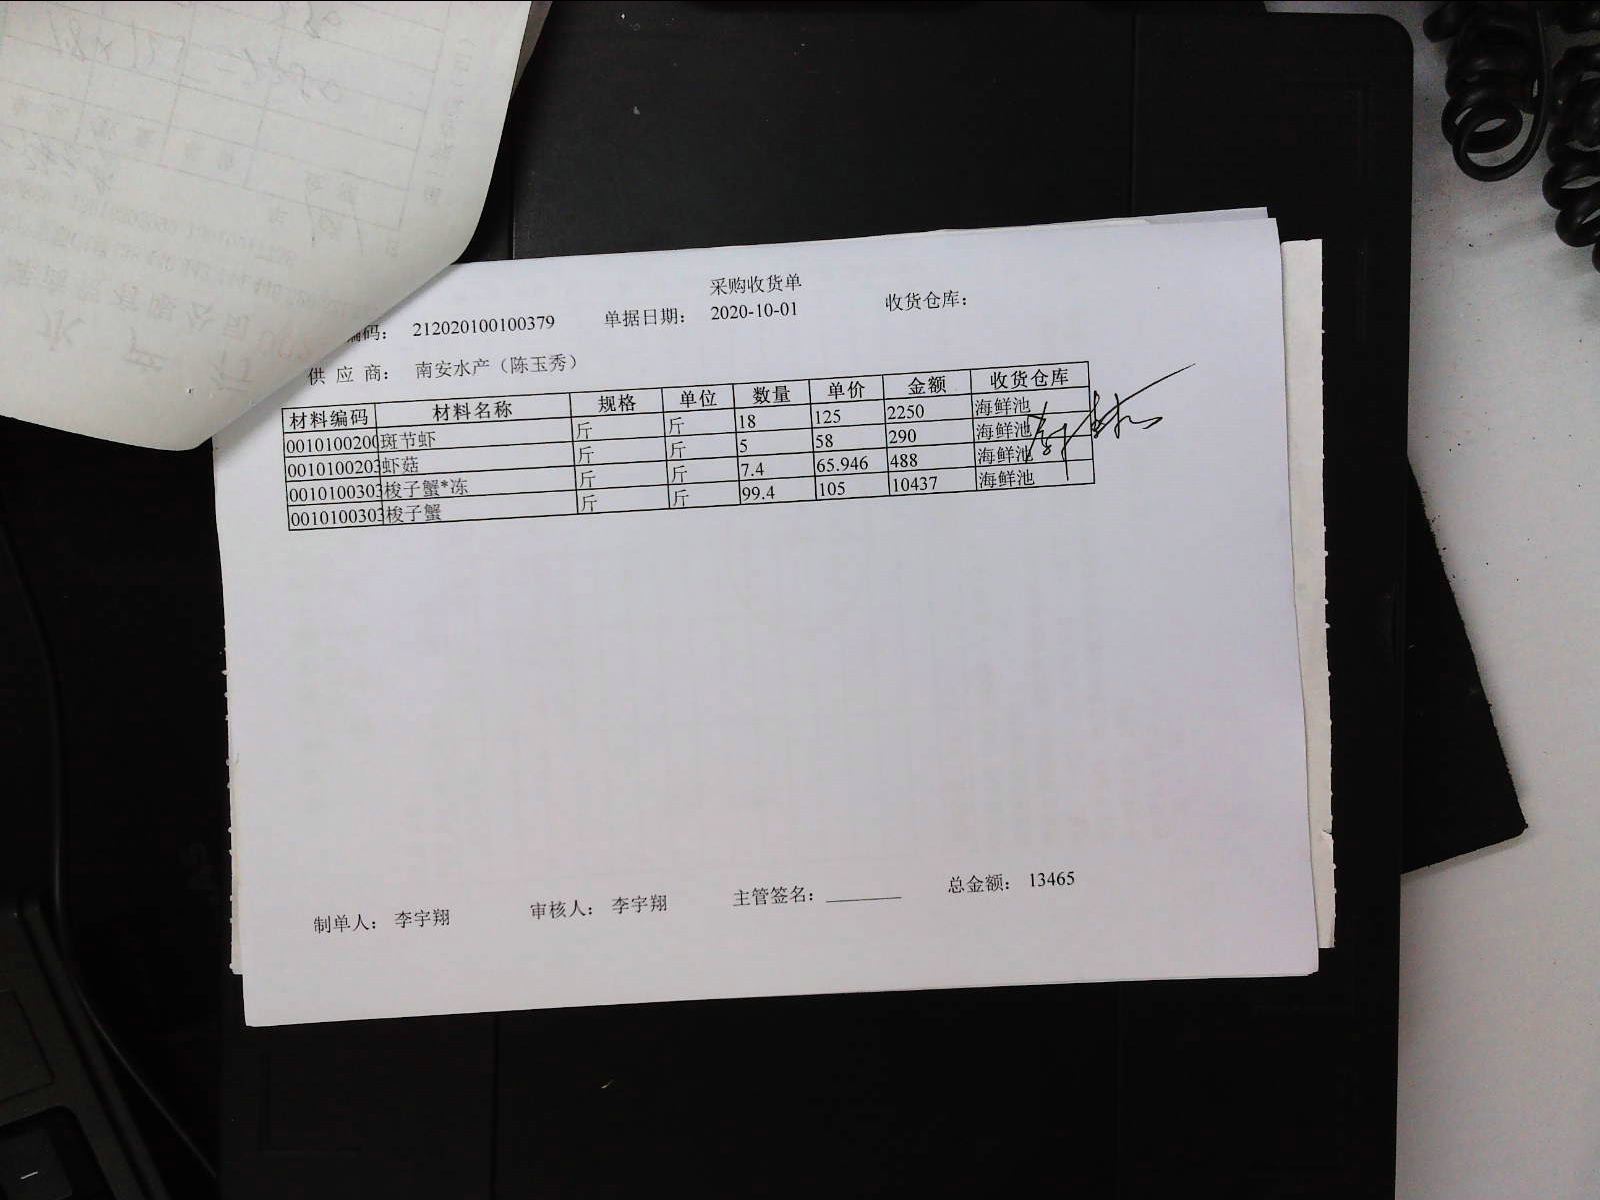 采购收货单
编码： 212020100100379 单据日期： 2020-10-01 收货仓库：
供 应 商： 南安水产（陈玉秀）
材料编码 材料名称 规格 单位 数量 单价 金额 收货仓库
0010100200 斑节虾 斤 斤 18 125 2250 海鲜池
0010100203 虾菇 斤 斤 5 58 290 海鲜池
0010100303 梭子蟹*冻 斤 斤 7.4 65.946 488 海鲜池
0010100303 梭子蟹 斤 斤 99.4 105 10437 海鲜池
制单人： 李宇翔 审核人： 李宇翔 主管签名： 总金额： 13465